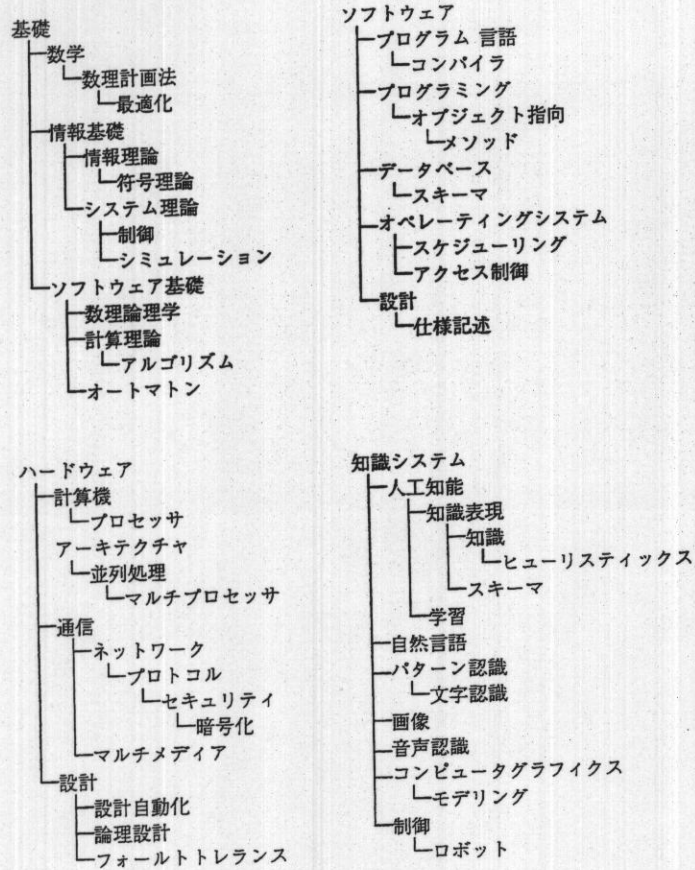 基礎
数学
数理計画法
最適化
情報基礎
情報理論
符号理論
システム理論
制御
シミュレーション
ソフトウェア基礎
数理論理学
計算理論
アルゴリズム
オートマトン
ソフトウェア
プログラム 言語
コンパイラ
プログラミング
オブジェクト指向
メソッド
データベース
スキーマ
オペレーティングシステム
スケジューリング
アクセス制御
設計
仕様記述
ハードウェア
計算機
プロセッサ
アーキテクチャ
並列処理
マルチプロセッサ
通信
ネットワーク
プロトコル
セキュリティ
暗号化
マルチメディア
設計
設計自動化
論理設計
フォールトトレランス
知識システム
人工知能
知識表現
知識
ヒューリスティックス
スキーマ
学習
自然言語
パターン認識
文字認識
画像
音声認識
コンピュータグラフィクス
モデリング
制御
ロボット